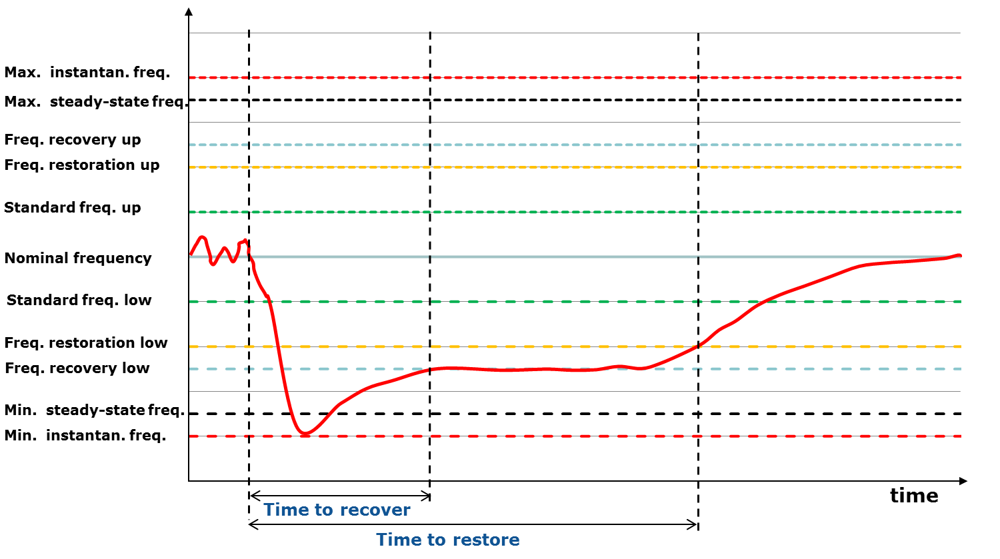 Max. instantan. freq.
Max. steady-state freq.
Freq. recovery up
Freq. restoration up
Standard freq. up
Nominal frequency
Standard freq. low
Freq. restoration low
Freq. recovery low
Min. steady-state freq.
Min. instantan. freq.
time
Time to recover
Time to restore